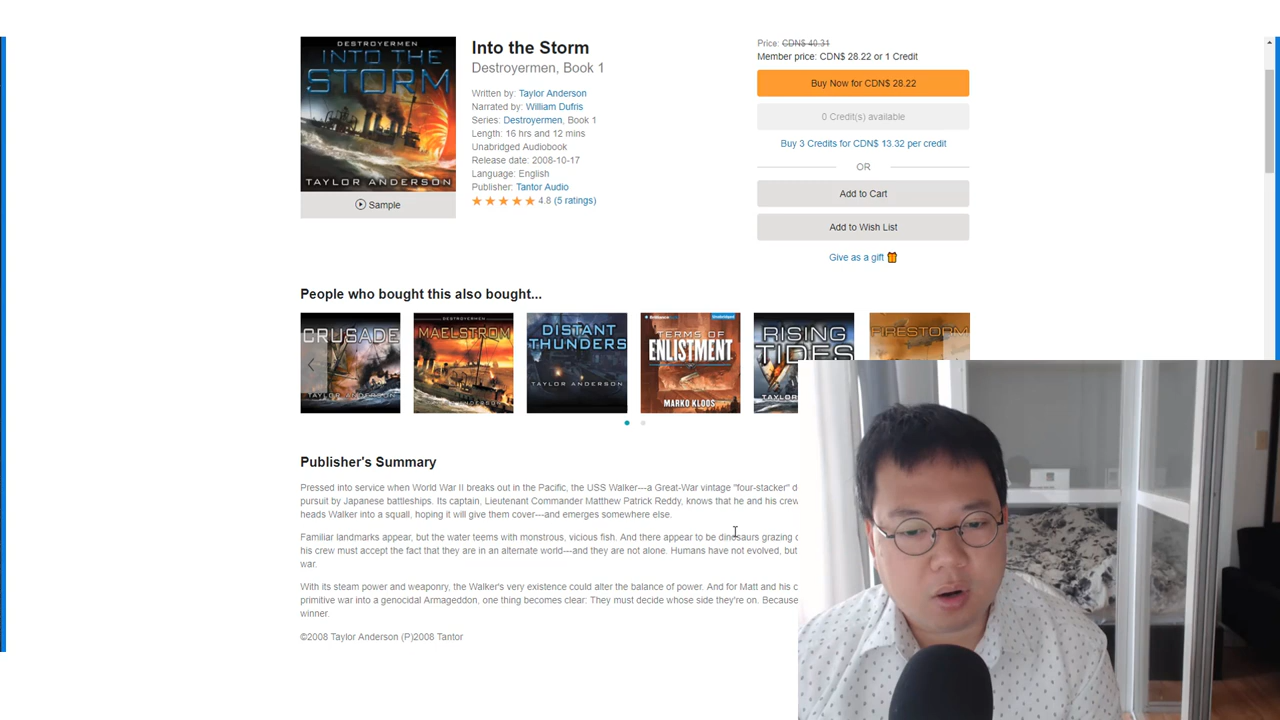 DESTROYERMEN
INTO THE
STORM
TAYLOR ANDERSON
Sample
Into the Storm
Destroyermen, Book 1
Written by: Taylor Anderson
Narrated by: William Dufris
Series: Destroyermen, Book 1
Length: 16 hrs and 12 mins
Unabridged Audiobook
Release date: 2008-10-17
Language: English
Publisher: Tantor Audio
4.8 (5 ratings)
Price: CDN$ 40.31
Member price: CDN$ 28.22 or 1 Credit
Buy Now for CDN$ 28.22
0 Credit(s) available
Buy 3 Credits for CDN$ 13.32 per credit
OR
Add to Cart
Add to Wish List
Give as a gift
People who bought this also bought...
CRUSADE
TAYLOR ANDERSON
DESTROYERMEN
MAELSTROM
TAYLOR ANDERSON
DISTANT
THUNDERS
TAYLOR ANDERSON
TERMS OF
ENLISTMENT
MARKO KLOOS
RISING
TIDES
TAYLO
FIRESTORM
Publisher's Summary
Pressed into service when World War II breaks out in the Pacific, the USS Walker---a Great-War vintage "four-stacker" d
pursuit by Japanese battleships. Its captain, Lieutenant Commander Matthew Patrick Reddy, knows that he and his crew
heads Walker into a squall, hoping it will give them cover---and emerges somewhere else.
Familiar landmarks appear, but the water teems with monstrous, vicious fish. And there appear to be dinosaurs grazing
his crew must accept the fact that they are in an alternate world---and they are not alone. Humans have not evolved, but
war.
With its steam power and weaponry, the Walker's very existence could alter the balance of power. And for Matt and his c
primitive war into a genocidal Armageddon, one thing becomes clear: They must decide whose side they're on. Because
winner.
©2008 Taylor Anderson (P)2008 Tantor